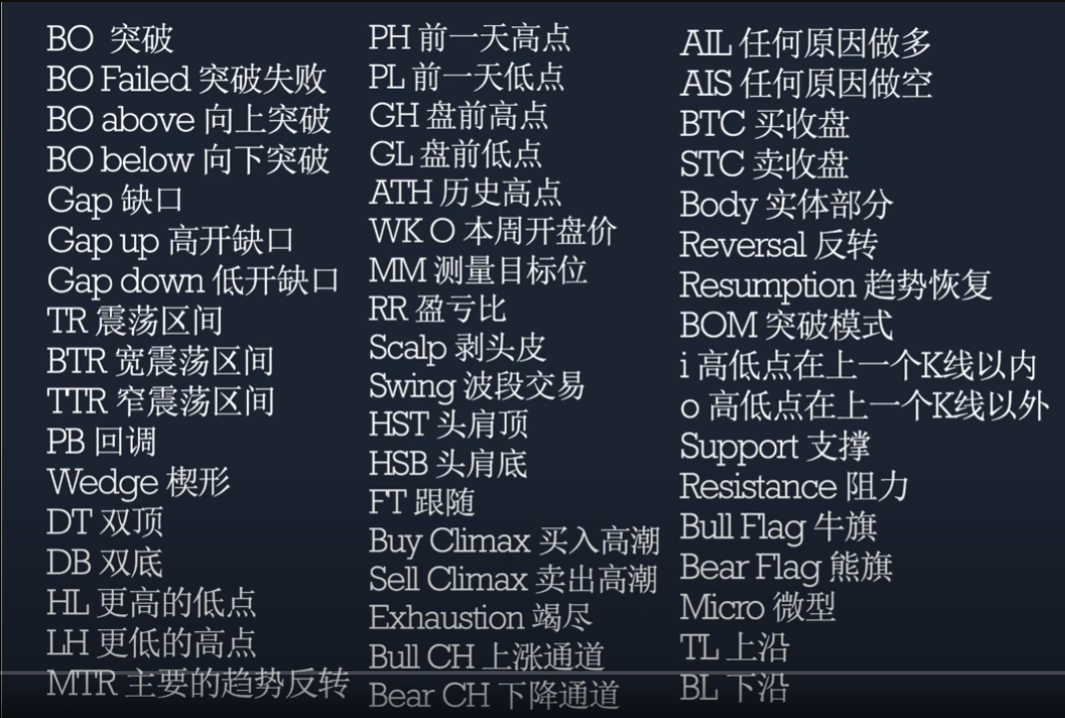 BO 突破
BO Failed 突破失败
BO above 向上突破
BO below 向下突破
Gap 缺口
Gap up 高开缺口
Gap down 低开缺口
TR 震荡区间
BTR 宽震荡区间
TTR 窄震荡区间
PB 回调
Wedge 楔形
DT 双顶
DB 双底
HL 更高的低点
LH 更低的高点
MTR 主要的趋势反转
PH 前一天高点
PL 前一天低点
GH 盘前高点
GL 盘前低点
ATH 历史高点
WK O 本周开盘价
MM 测量目标位
RR 盈亏比
Scalp 剥头皮
Swing 波段交易
HST 头肩顶
HSB 头肩底
FT 跟随
Buy Climax 买入高潮
Sell Climax 卖出高潮
Exhaustion 竭尽
Bull CH 上涨通道
Bear CH 下降通道
AIL 任何原因做多
AIS 任何原因做空
BTC 买收盘
STC 卖收盘
Body 实体部分
Reversal 反转
Resumption 趋势恢复
BOM 突破模式
i 高低点在上一个K线以内
o 高低点在上一个K线以外
Support 支撑
Resistance 阻力
Bull Flag 牛旗
Bear Flag 熊旗
Micro 微型
TL 上沿
BL 下沿